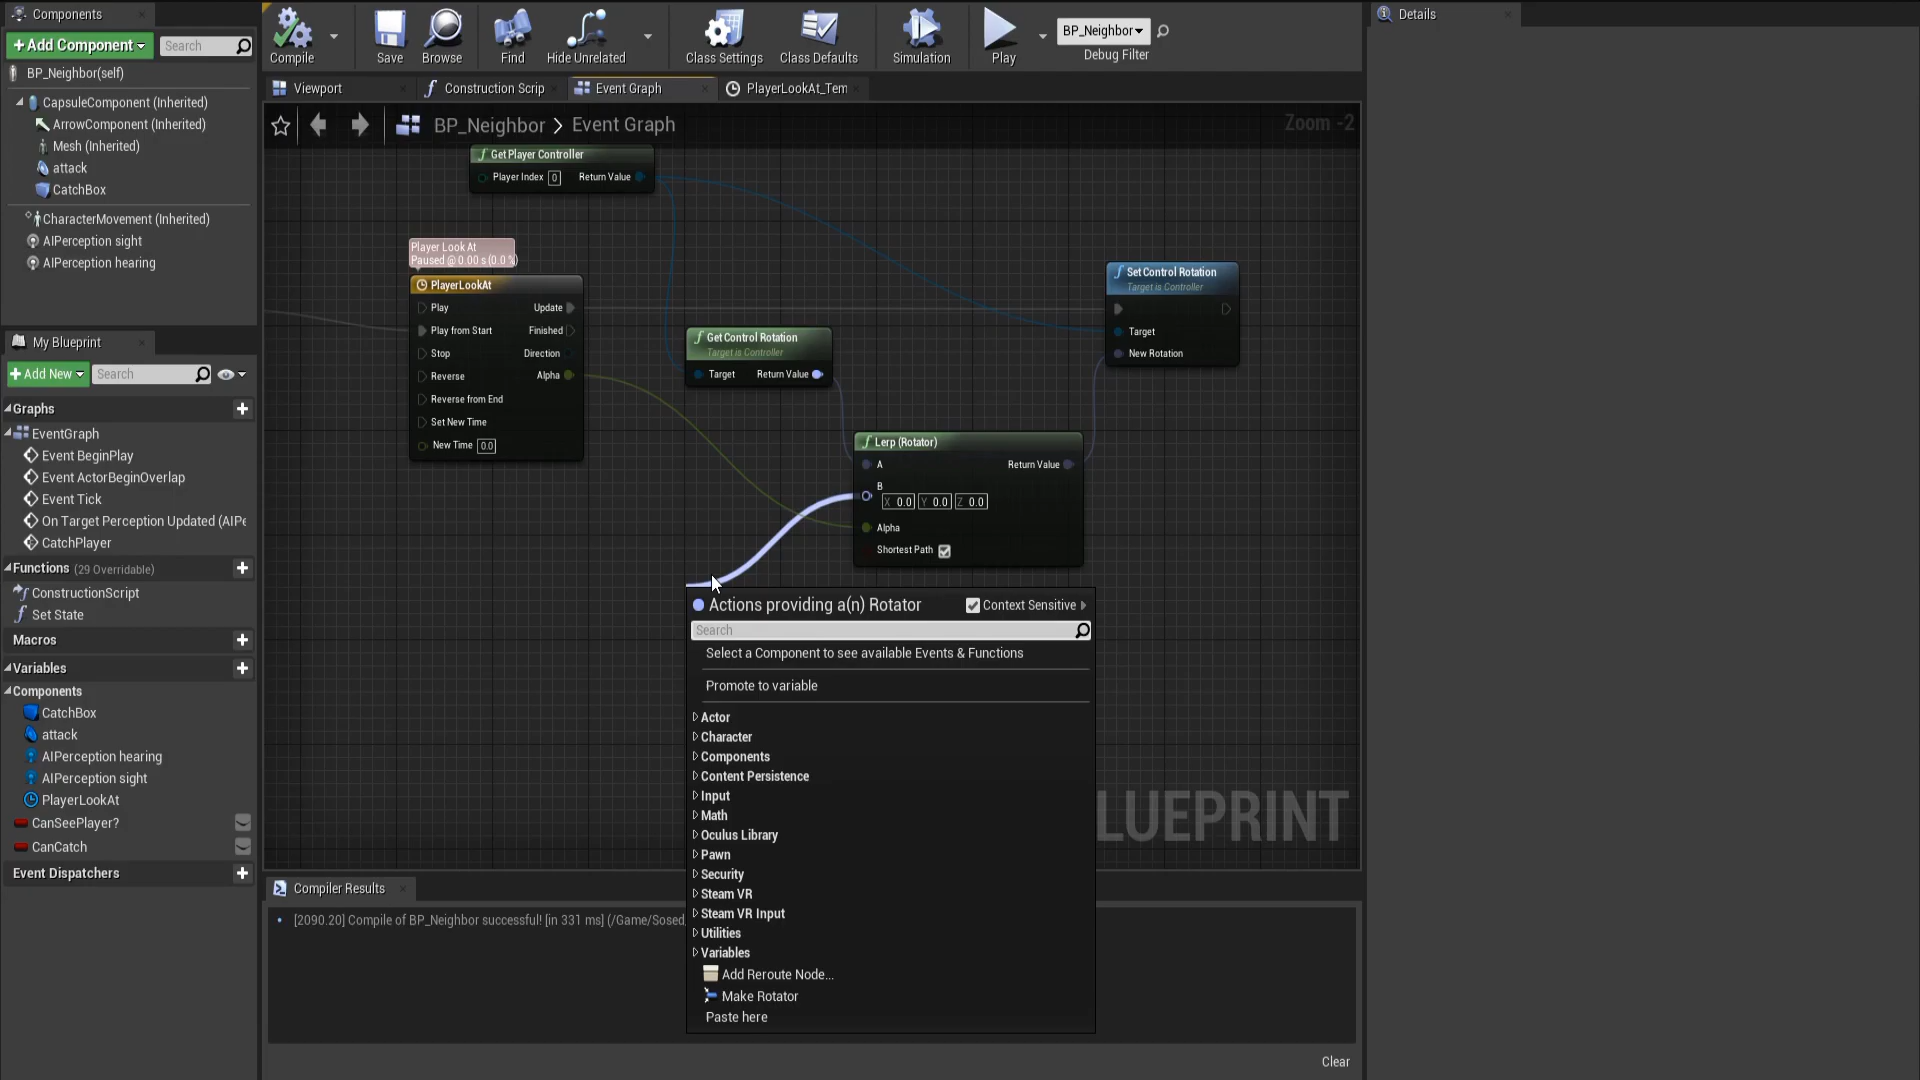 Components
Details
+Add Component
Search
Compile
Save
Browse
Find
Hide Unrelated
Class Settings
Class Defaults
Simulation
Play
BP_Neighbor
Debug Filter
BP_Neighbor(self)
CapsuleComponent (Inherited)
ArrowComponent (Inherited)
Mesh (Inherited)
attack
CatchBox
CharacterMovement (Inherited)
AIPerception sight
AIPerception hearing
Viewport
Construction Scrip
Event Graph
PlayerLookAt_Tem
BP_Neighbor > Event Graph
Zoom -2
Get Player Controller
Player Index 0 Return Value
Player Look At
Paused @ 0.00 s (0.0 %)
PlayerLookAt
Play Update
Play from Start Finished
Stop Direction
Reverse Alpha
Reverse from End
Set New Time
New Time 0.0
Get Control Rotation
Target is Controller
Target Return Value
Set Control Rotation
Target is Controller
Target
New Rotation
Lerp (Rotator)
A Return Value
B
X 0.0 Y 0.0 Z 0.0
Alpha
Shortest Path
Actions providing a(n) Rotator Context Sensitive
Search
Select a Component to see available Events & Functions
Promote to variable
Actor
Character
Components
Content Persistence
Input
Math
Oculus Library
Pawn
Security
Steam VR
Steam VR Input
Utilities
Variables
Add Reroute Node...
Make Rotator
Paste here
LUEPRINT
My Blueprint
+Add New
Search
Graphs
EventGraph
Event BeginPlay
Event ActorBeginOverlap
Event Tick
On Target Perception Updated (AIPe
CatchPlayer
Functions (29 Overridable)
ConstructionScript
Set State
Macros
Variables
Components
CatchBox
attack
AIPerception hearing
AIPerception sight
PlayerLookAt
CanSeePlayer?
CanCatch
Event Dispatchers
Compiler Results
[2090.20] Compile of BP_Neighbor successful! [in 331 ms] (/Game/Sosed
Clear